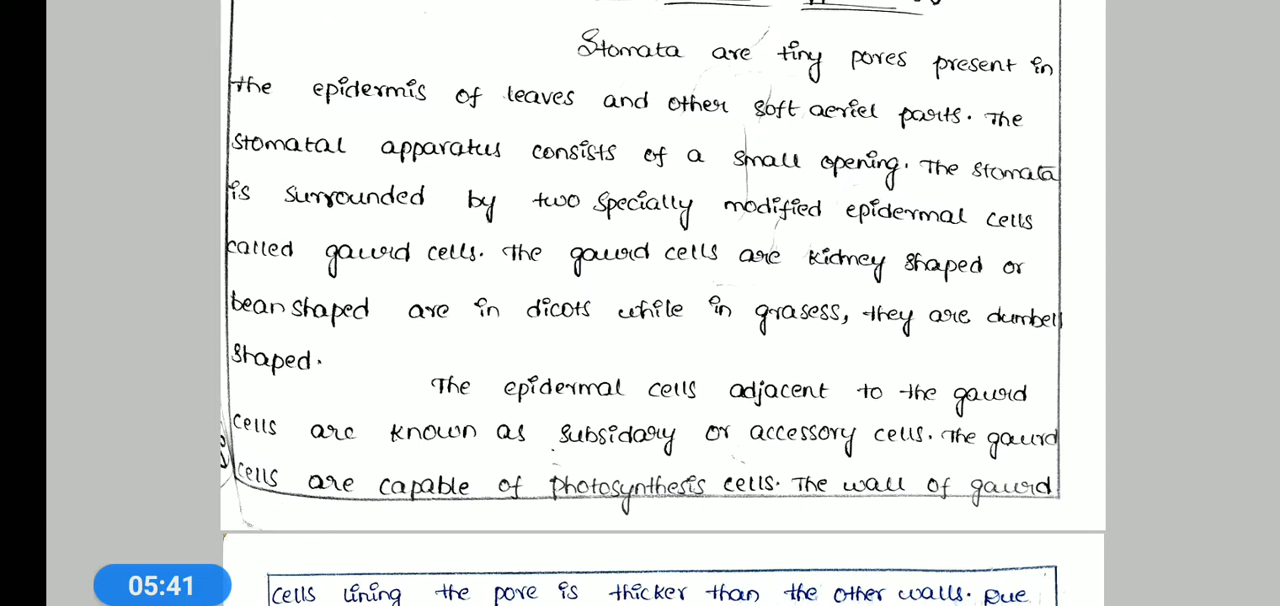 Stomata are tiny pores present in
the epidermis of leaves and other soft aeriel parts. The
stomatal apparatus consists of a small opening. The stomata
is surrounded by two specially modified epidermal cells
called gaurd cells. The gaurd cells are kidney shaped or
bean shaped are in dicots while in grasess, they are dumbell
shaped.
The epidermal cells adjacent to the gaurd
cells are known as subsidary or accessory cells. The gaurd
cells are capable of photosynthesis cells. The wall of gaurd
cells lining the pore is thicker than the other walls. Due
05:41